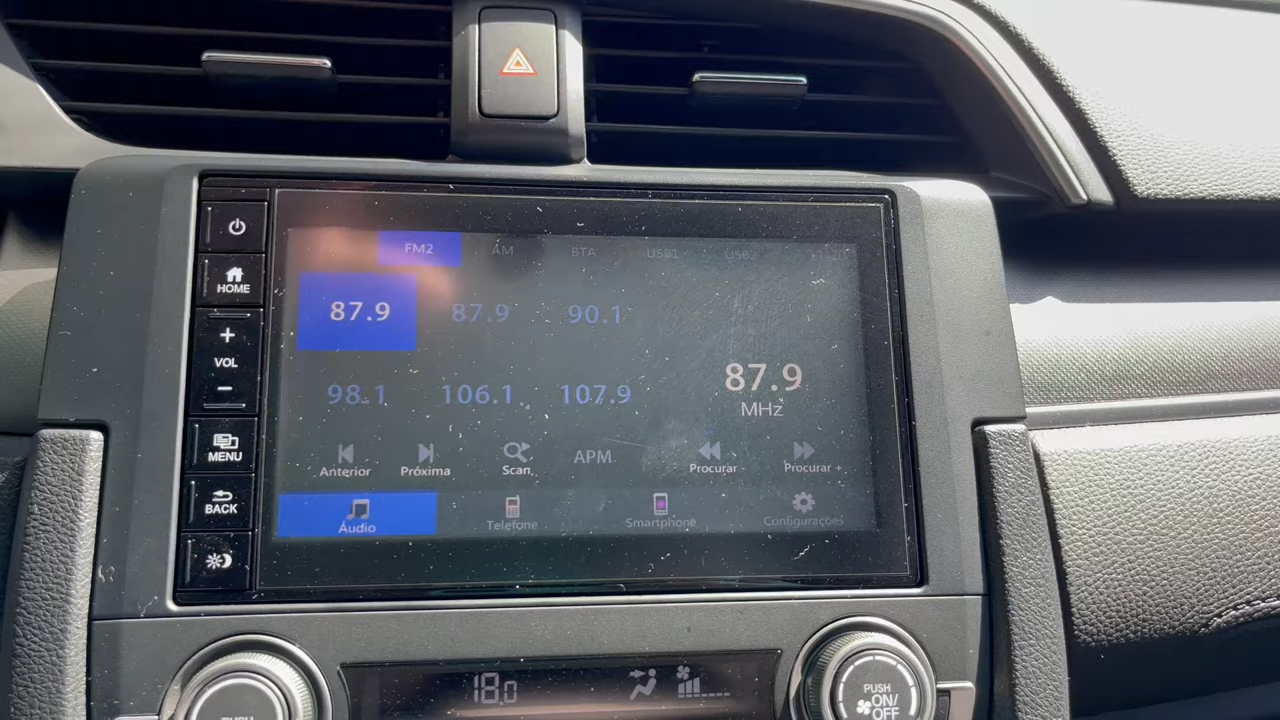 FM2 AM BTA USB1 USB2
87.9 87.9 90.1
98.1 106.1 107.9
87.9
MHz
Anterior Próxima Scan APM Procurar - Procurar +
Áudio Telefone Smartphone Configurações
HOME
+
VOL
-
MENU
BACK
18.0
PUSH
PUSH
ON/
OFF